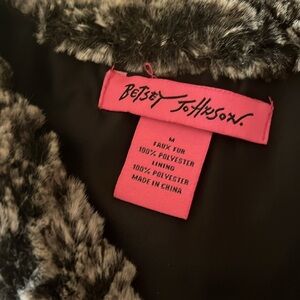 BETSEY JOHNSON.
M
FAUX FUR
100% POLYESTER
LINING
100% POLYESTER
MADE IN CHINA